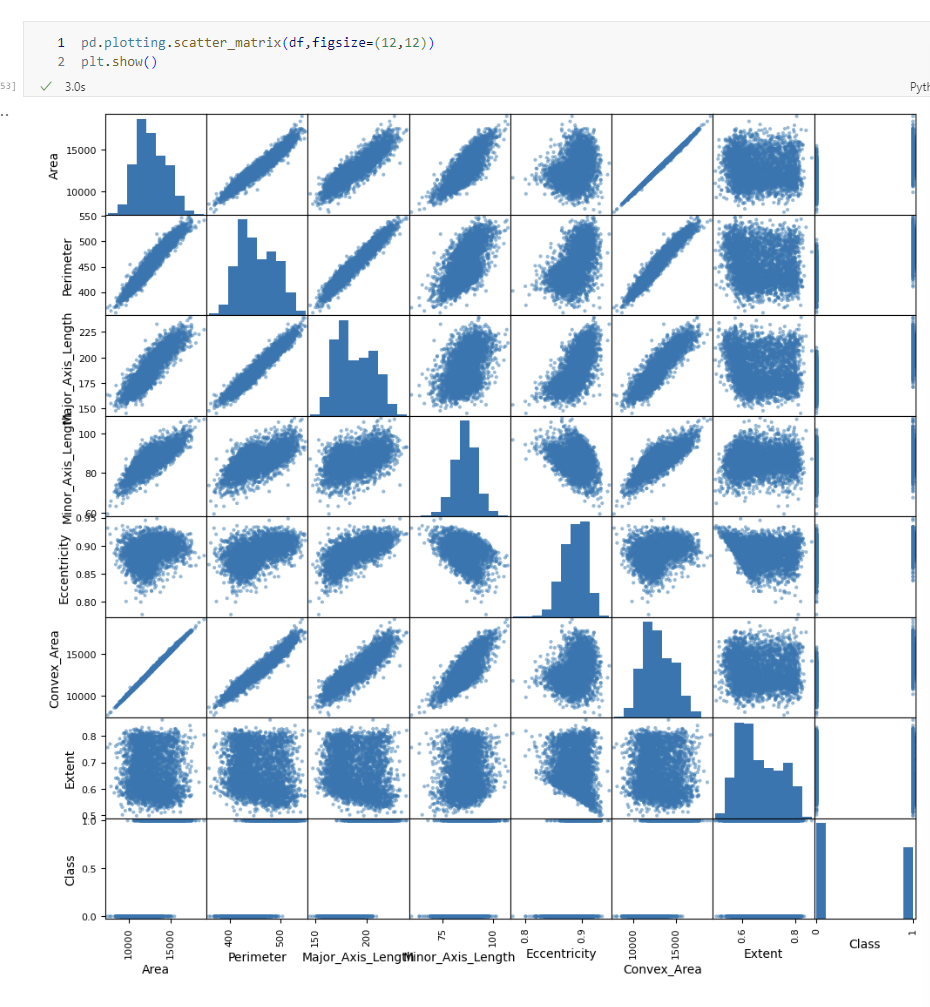 1 pd.plotting.scatter_matrix(df,figsize=(12,12))
2 plt.show()
53] ✓ 3.0s Pyth
..
Area
15000
10000
Perimeter
550
500
450
400
Major_Axis_Length
225
200
175
150
Minor_Axis_Length
100
80
60
Eccentricity
0.95
0.90
0.85
0.80
Convex_Area
15000
10000
Extent
0.8
0.7
0.6
0.5
Class
1.0
0.5
0.0
10000 15000 400 500 150 200 75 100 0.8 0.9 10000 15000 0.6 0.8 0 1
Area Perimeter Major_Axis_Length Minor_Axis_Length Eccentricity Convex_Area Extent Class